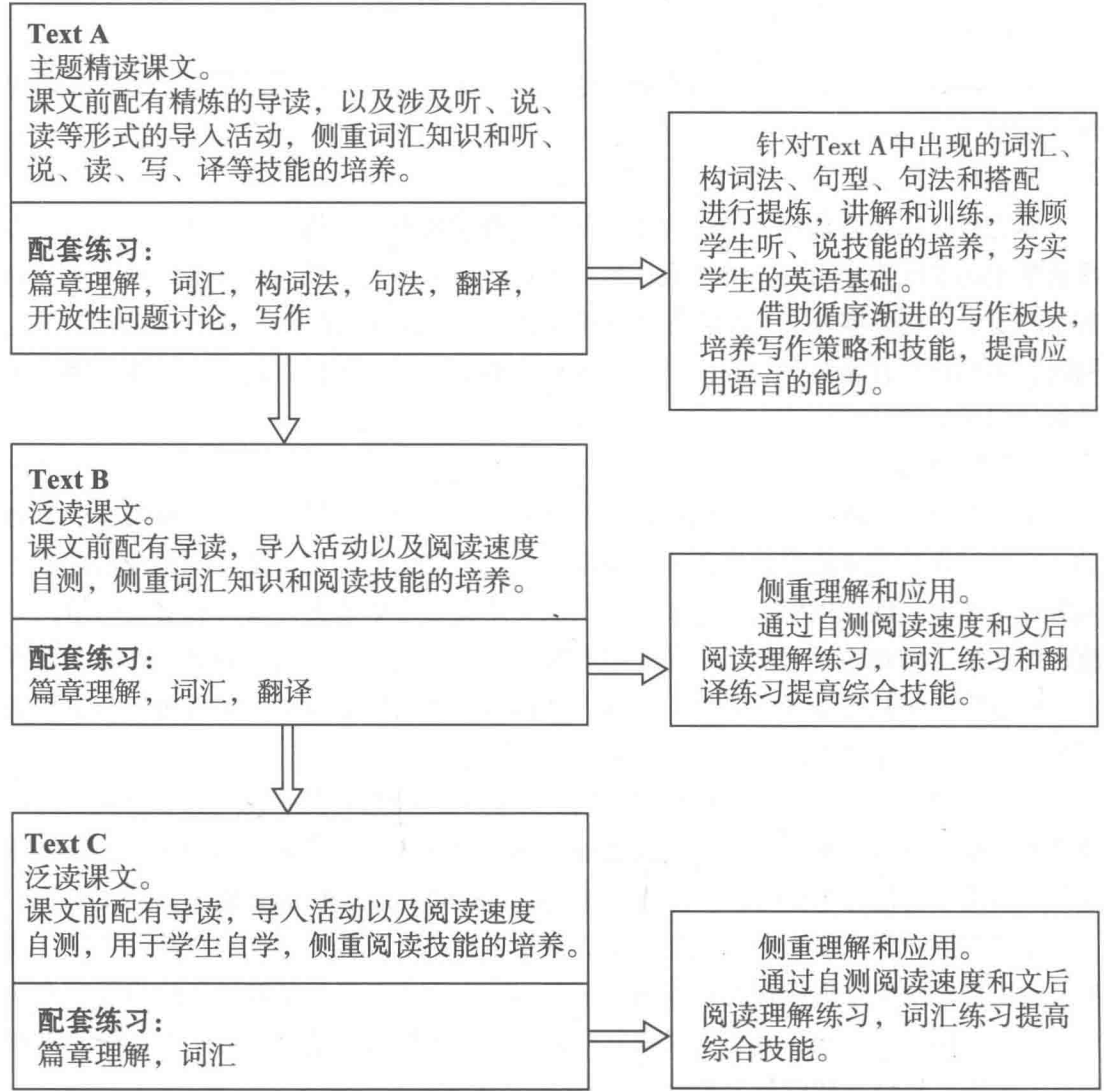 Text A
主题精读课文。
课文前配有精炼的导读，以及涉及听、说、
读等形式的导入活动，侧重词汇知识和听、
说、读、写、译等技能的培养。
配套练习：
篇章理解，词汇，构词法，句法，翻译，
开放性问题讨论，写作
针对Text A中出现的词汇、
构词法、句型、句法和搭配
进行提炼，讲解和训练，兼顾
学生听、说技能的培养，夯实
学生的英语基础。
借助循序渐进的写作板块，
培养写作策略和技能，提高应
用语言的能力。
Text B
泛读课文。
课文前配有导读，导入活动以及阅读速度
自测，侧重词汇知识和阅读技能的培养。
配套练习：
篇章理解，词汇，翻译
侧重理解和应用。
通过自测阅读速度和文后
阅读理解练习，词汇练习和翻
译练习提高综合技能。
Text C
泛读课文。
课文前配有导读，导入活动以及阅读速度
自测，用于学生自学，侧重阅读技能的培养。
配套练习：
篇章理解，词汇
侧重理解和应用。
通过自测阅读速度和文后
阅读理解练习，词汇练习提高
综合技能。